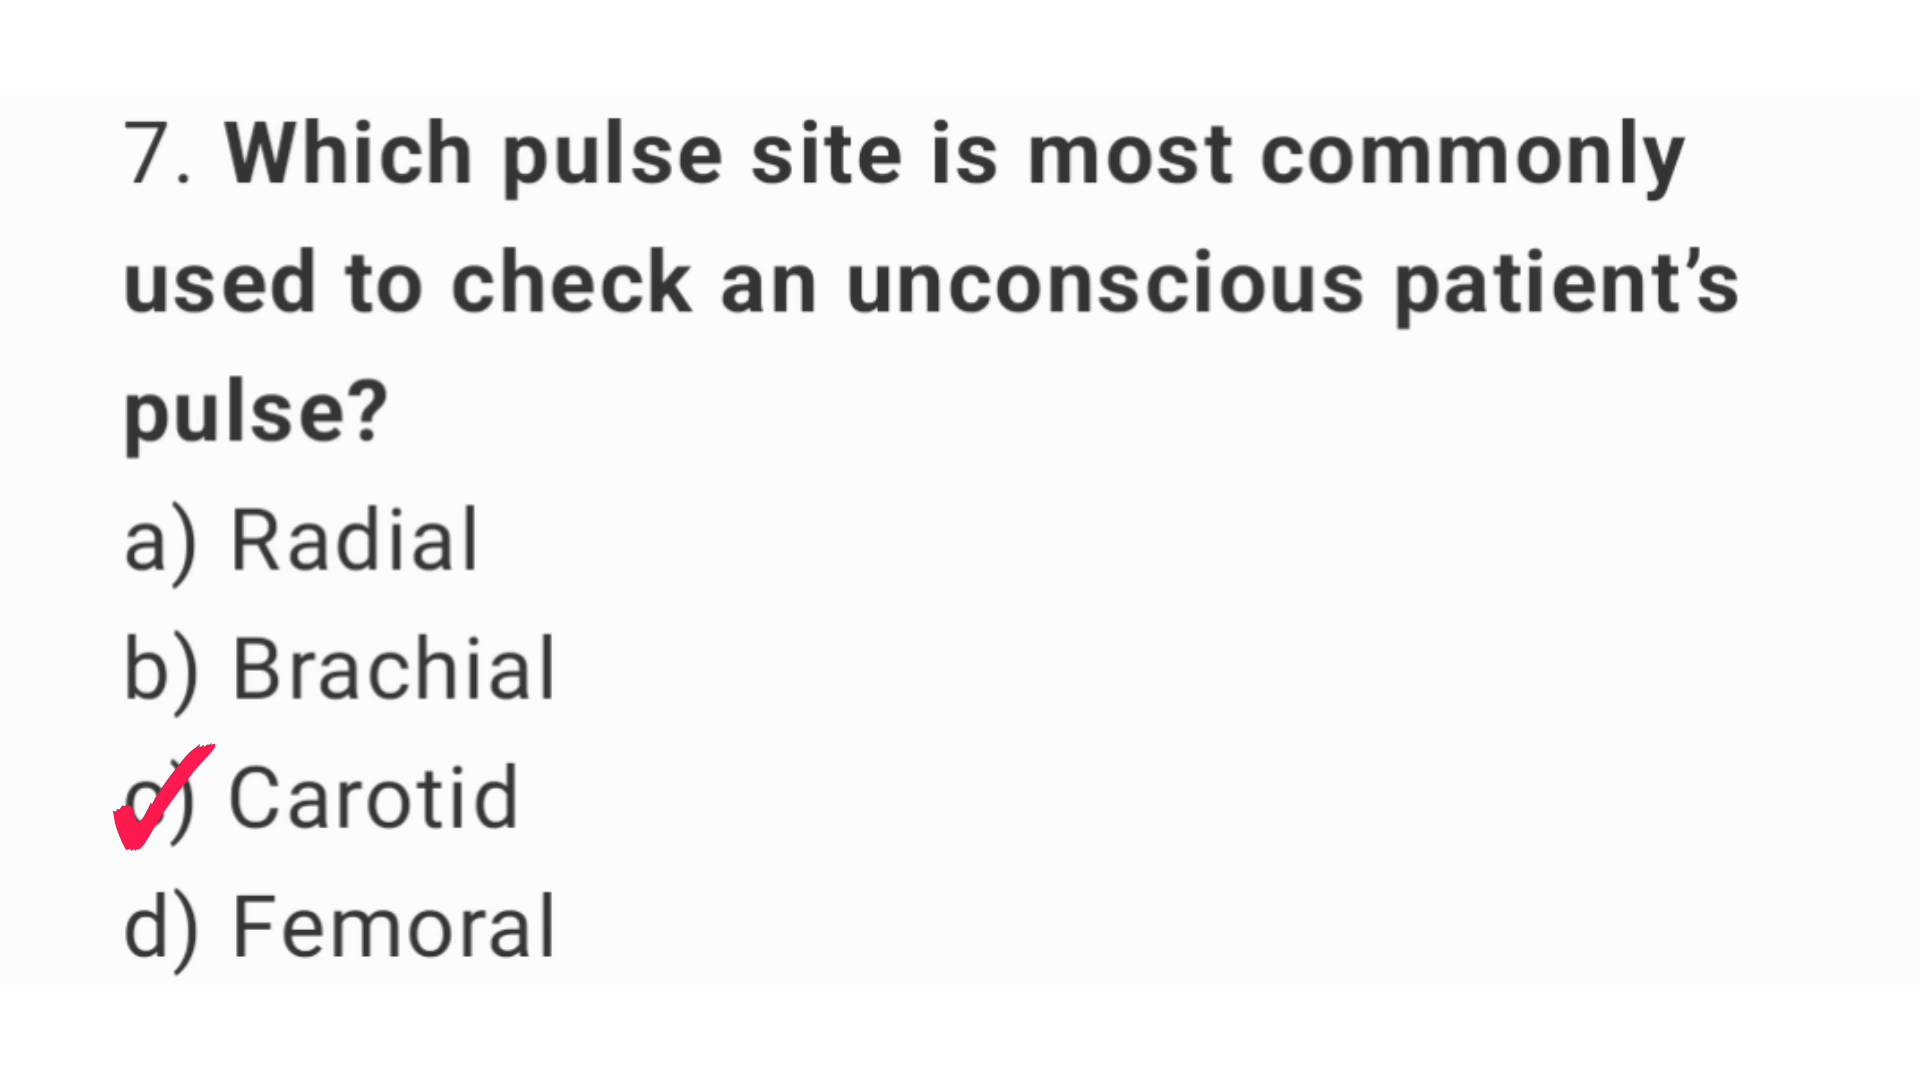 7. Which pulse site is most commonly
used to check an unconscious patient’s
pulse?
a) Radial
b) Brachial
c) Carotid
d) Femoral